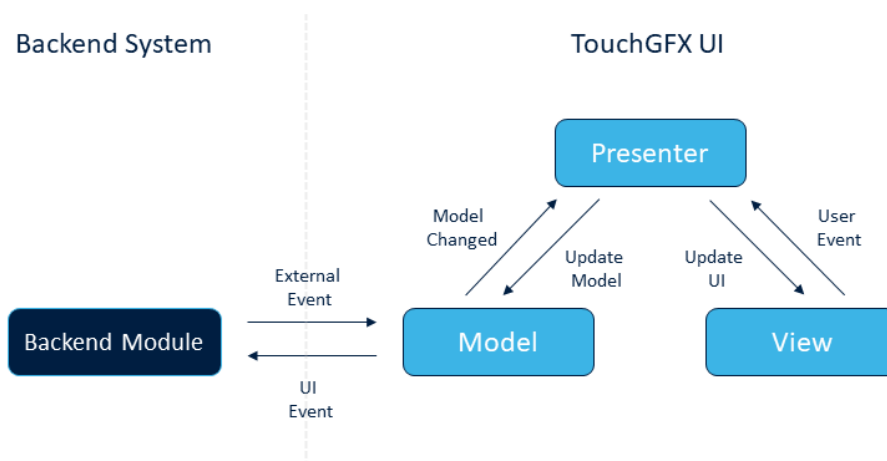 Backend System
TouchGFX UI
Presenter
Model
Changed
User
Event
Update
Model
Update
UI
External
Event
Backend Module
Model
View
UI
Event